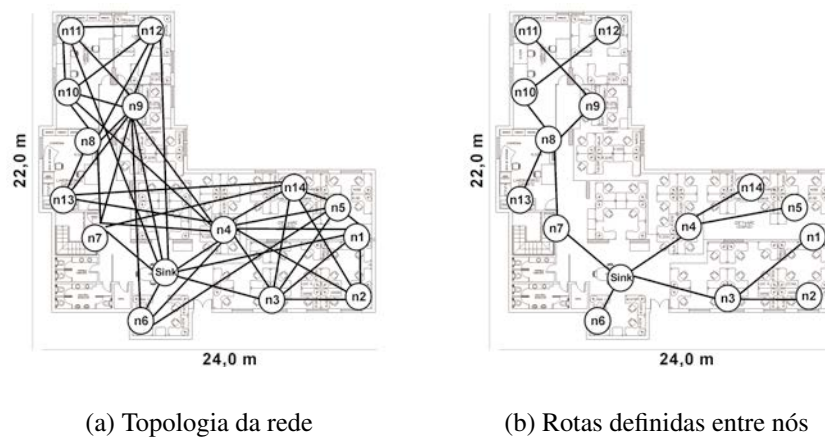 n11
n12
n10
n9
n8
n13
n14
n5
n4
n7
n1
Sink
n3
n2
n6
22,0 m
24,0 m
(a) Topologia da rede
n11
n12
n10
n9
n8
n13
n14
n5
n4
n7
n1
Sink
n3
n2
n6
22,0 m
24,0 m
(b) Rotas definidas entre nós